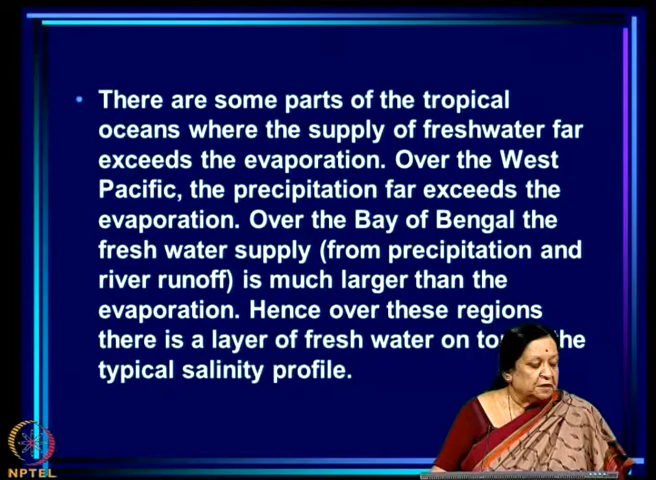 • There are some parts of the tropical
oceans where the supply of freshwater far
exceeds the evaporation. Over the West
Pacific, the precipitation far exceeds the
evaporation. Over the Bay of Bengal the
fresh water supply (from precipitation and
river runoff) is much larger than the
evaporation. Hence over these regions
there is a layer of fresh water on the
typical salinity profile.
NPTEL